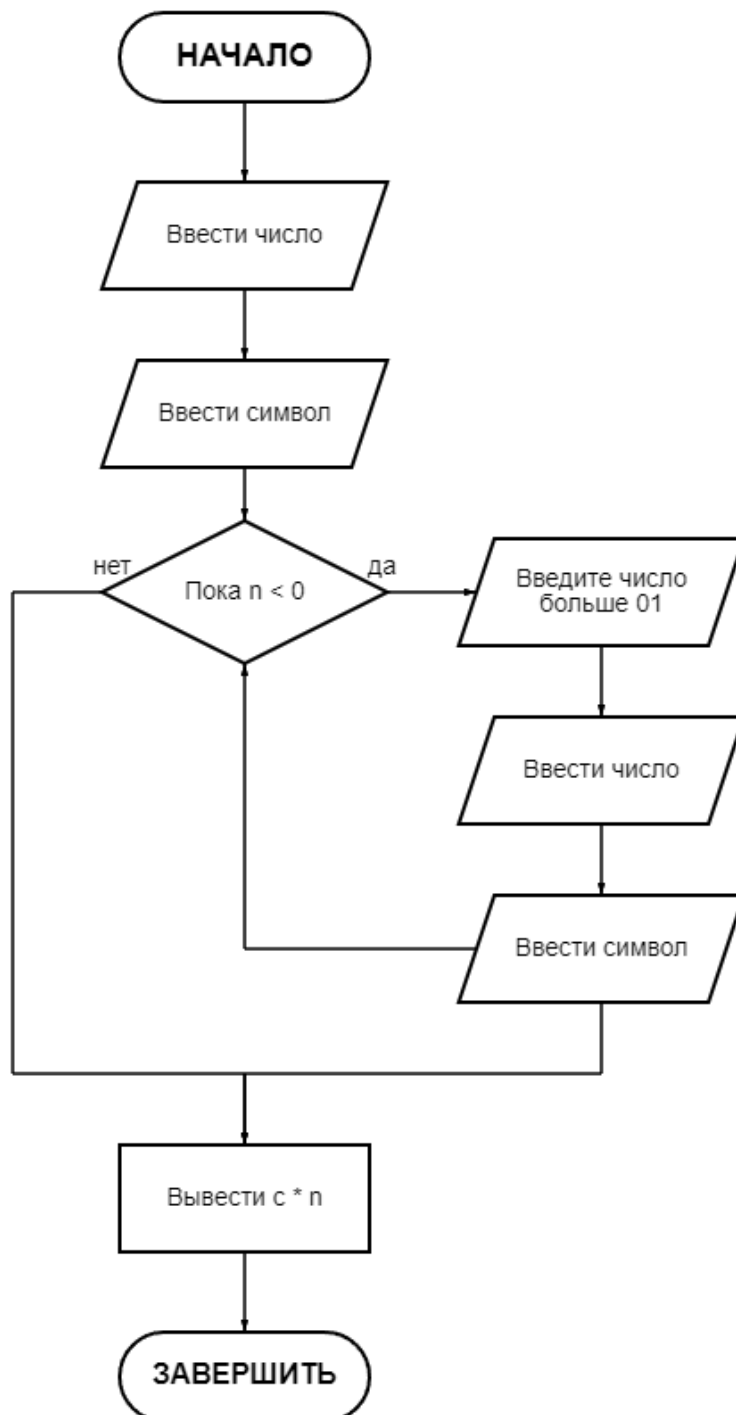 НАЧАЛО
Ввести число
Ввести символ
нет
Пока n < 0
да
Введите число
больше 01
Ввести число
Ввести символ
Вывести с * n
ЗАВЕРШИТЬ